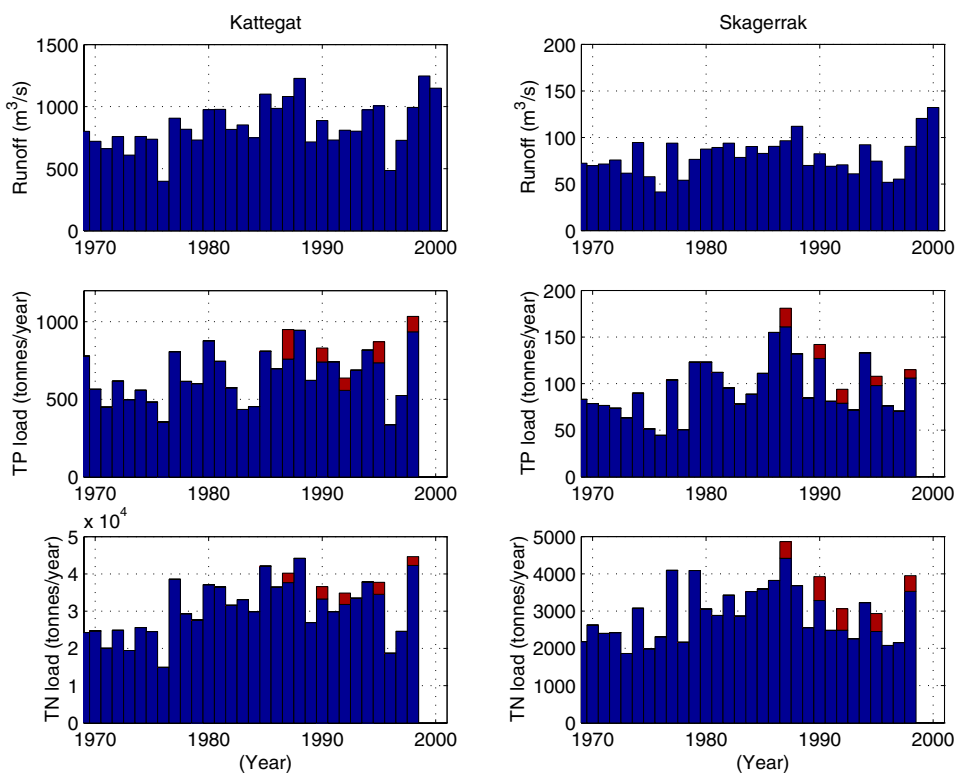 Kattegat
1500
1000
500
0
1970 1980 1990 2000
Runoff (m³/s)
Skagerrak
200
150
100
50
0
1970 1980 1990 2000
Runoff (m³/s)
1000
500
0
1970 1980 1990 2000
TP load (tonnes/year)
200
150
100
50
0
1970 1980 1990 2000
TP load (tonnes/year)
x 10⁴
5
4
3
2
1
0
1970 1980 1990 2000
TN load (tonnes/year)
(Year)
5000
4000
3000
2000
1000
0
1970 1980 1990 2000
TN load (tonnes/year)
(Year)